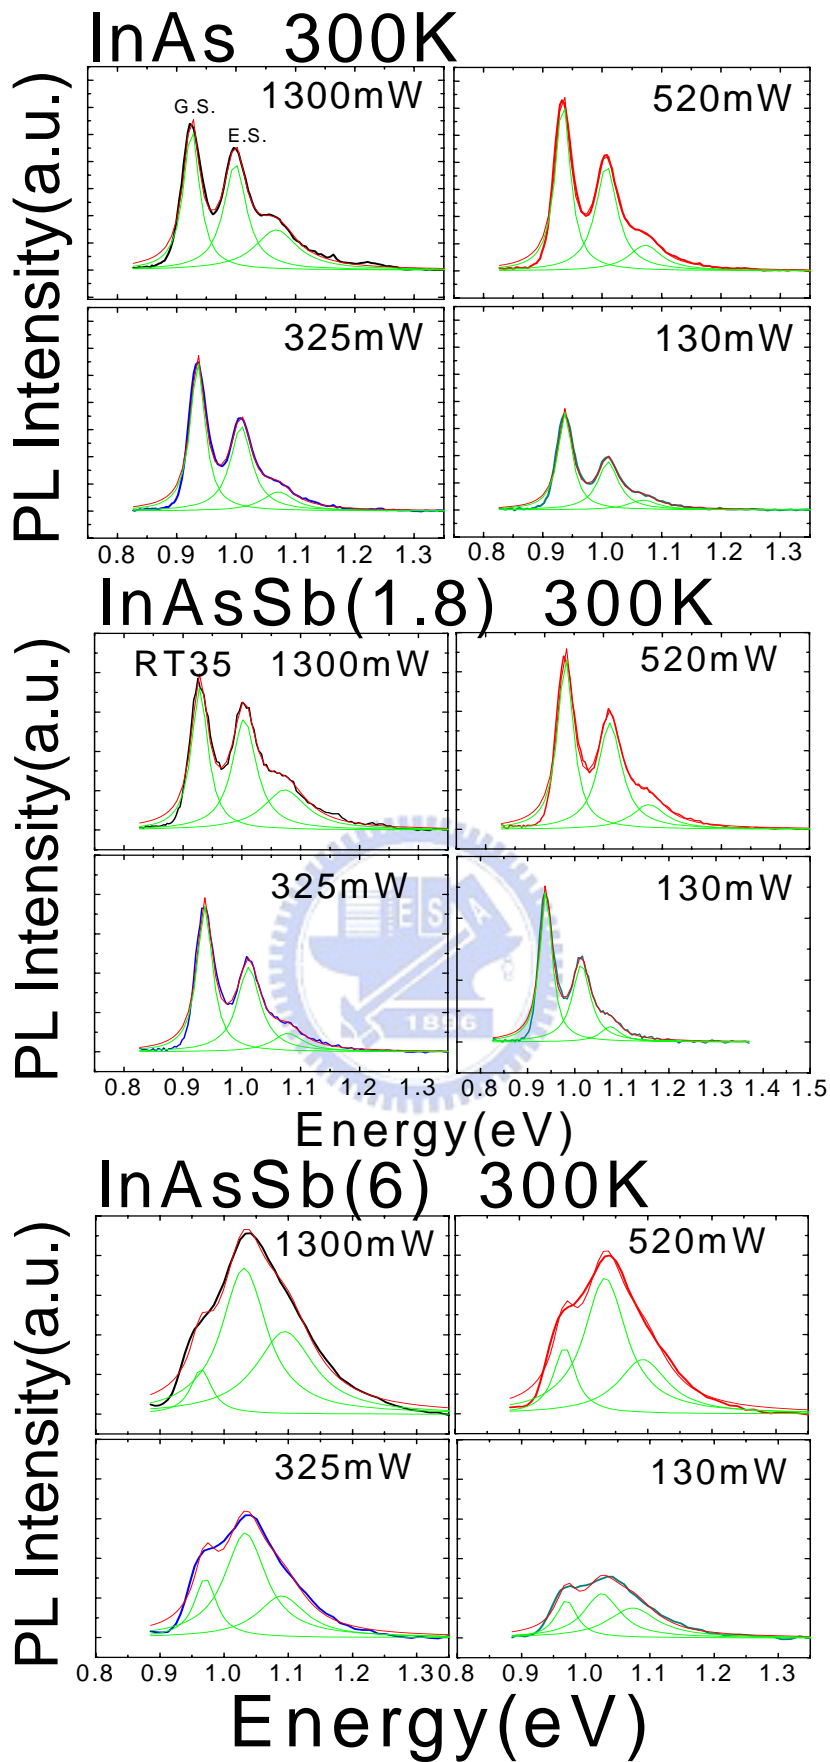 InAs 300K
PL Intensity(a.u.)
1300mW
G.S.
E.S.
520mW
325mW
130mW
0.8 0.9 1.0 1.1 1.2 1.3
0.8 0.9 1.0 1.1 1.2 1.3
InAsSb(1.8) 300K
PL Intensity(a.u.)
RT35 1300mW
520mW
325mW
130mW
ESA
1896
0.8 0.9 1.0 1.1 1.2 1.3
0.8 0.9 1.0 1.1 1.2 1.3 1.4 1.5
Energy(eV)
InAsSb(6) 300K
PL Intensity(a.u.)
1300mW
520mW
325mW
130mW
0.8 0.9 1.0 1.1 1.2 1.3
0.8 0.9 1.0 1.1 1.2 1.3
Energy(eV)